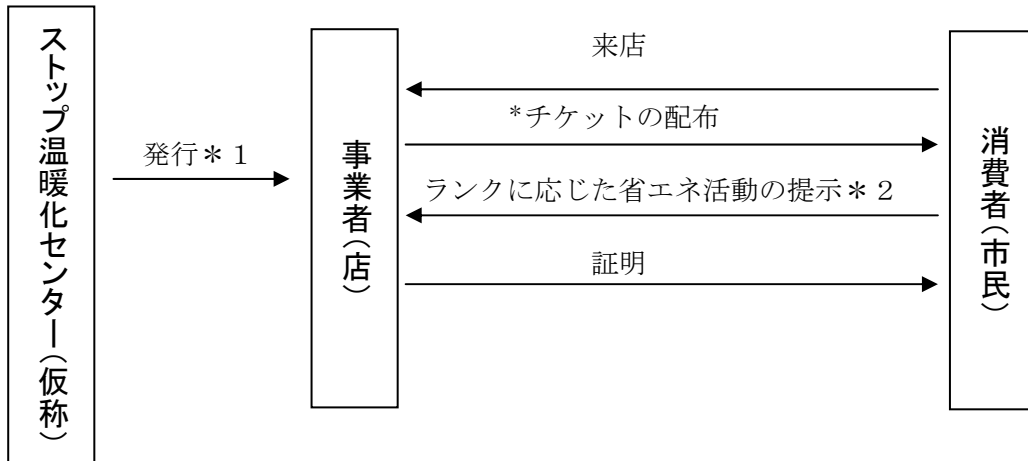 ストップ温暖化センター（仮称）
発行＊１
事業者（店）
来店
*チケットの配布
ランクに応じた省エネ活動の提示＊２
証明
消費者（市民）